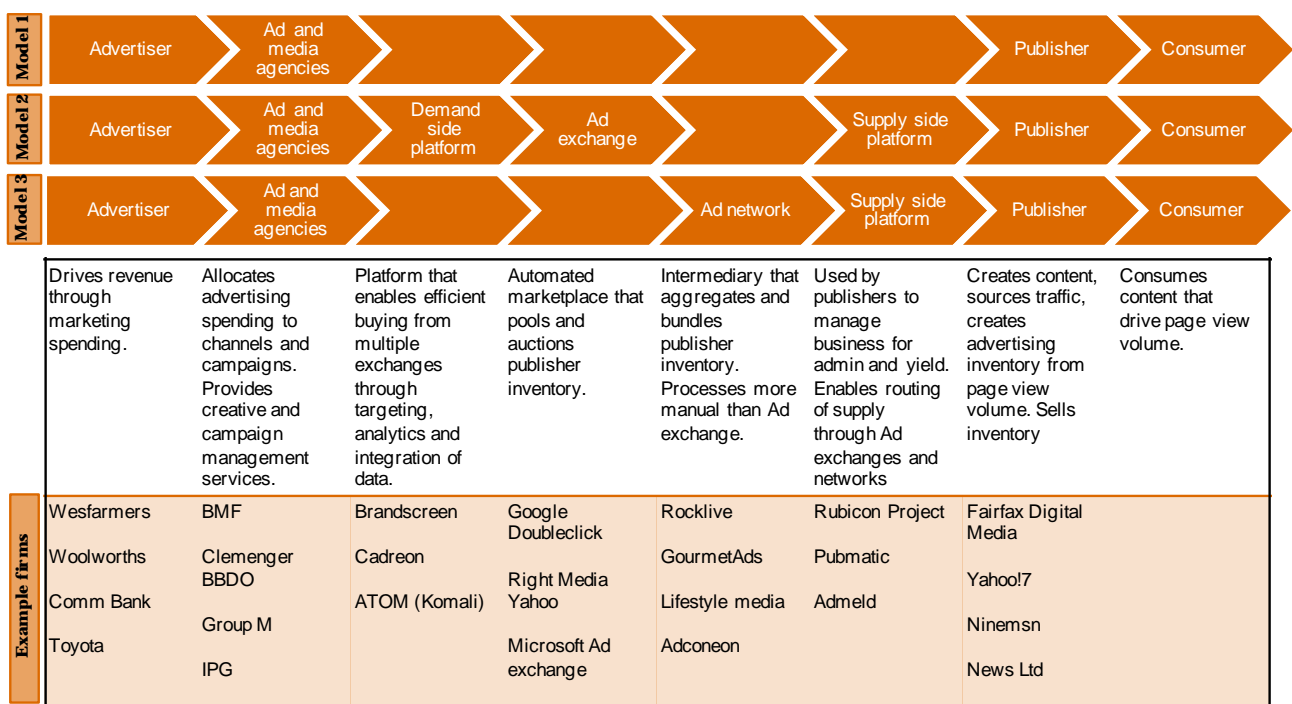 Model 1
Advertiser
Ad and
media
agencies
Publisher
Consumer
Model 2
Advertiser
Ad and
media
agencies
Demand
side
platform
Ad
exchange
Supply side
platform
Publisher
Consumer
Model 3
Advertiser
Ad and
media
agencies
Ad network
Supply side
platform
Publisher
Consumer
Drives revenue
through
marketing
spending.
Allocates
advertising
spending to
channels and
campaigns.
Provides
creative and
campaign
management
services.
Platform that
enables efficient
buying from
multiple
exchanges
through
targeting,
analytics and
integration of
data.
Automated
marketplace that
pools and
auctions
publisher
inventory.
Intermediary that
aggregates and
bundles
publisher
inventory.
Processes more
manual than Ad
exchange.
Used by
publishers to
manage
business for
admin and yield.
Enables routing
of supply
through Ad
exchanges and
networks
Creates content,
sources traffic,
creates
advertising
inventory from
page view
volume. Sells
inventory
Consumes
content that
drive page view
volume.
Example firms
Wesfarmers
Woolworths
Comm Bank
Toyota
BMF
Clemenger
BBDO
Group M
IPG
Brandscreen
Cadreon
ATOM (Komali)
Google
Doubleclick
Right Media
Yahoo
Microsoft Ad
exchange
Rocklive
GourmetAds
Lifestyle media
Adconeon
Rubicon Project
Pubmatic
Admeld
Fairfax Digital
Media
Yahoo!7
Ninemsn
News Ltd